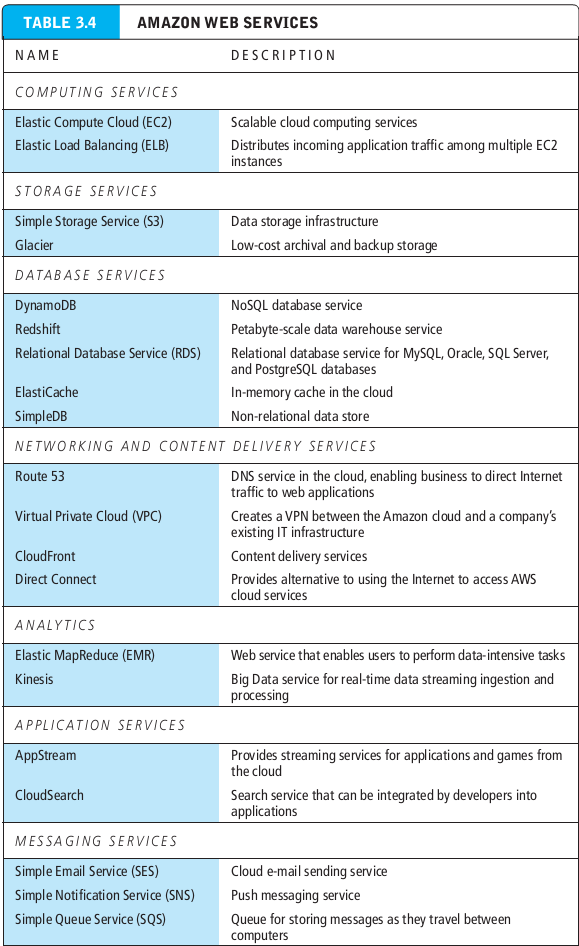 TABLE 3.4 AMAZON WEB SERVICES
NAME DESCRIPTION
COMPUTING SERVICES
Elastic Compute Cloud (EC2) Scalable cloud computing services
Elastic Load Balancing (ELB) Distributes incoming application traffic among multiple EC2
instances
STORAGE SERVICES
Simple Storage Service (S3) Data storage infrastructure
Glacier Low-cost archival and backup storage
DATABASE SERVICES
DynamoDB NoSQL database service
Redshift Petabyte-scale data warehouse service
Relational Database Service (RDS) Relational database service for MySQL, Oracle, SQL Server,
and PostgreSQL databases
ElastiCache In-memory cache in the cloud
SimpleDB Non-relational data store
NETWORKING AND CONTENT DELIVERY SERVICES
Route 53 DNS service in the cloud, enabling business to direct Internet
traffic to web applications
Virtual Private Cloud (VPC) Creates a VPN between the Amazon cloud and a company's
existing IT infrastructure
CloudFront Content delivery services
Direct Connect Provides alternative to using the Internet to access AWS
cloud services
ANALYTICS
Elastic MapReduce (EMR) Web service that enables users to perform data-intensive tasks
Kinesis Big Data service for real-time data streaming ingestion and
processing
APPLICATION SERVICES
AppStream Provides streaming services for applications and games from
the cloud
CloudSearch Search service that can be integrated by developers into
applications
MESSAGING SERVICES
Simple Email Service (SES) Cloud e-mail sending service
Simple Notification Service (SNS) Push messaging service
Simple Queue Service (SQS) Queue for storing messages as they travel between
computers